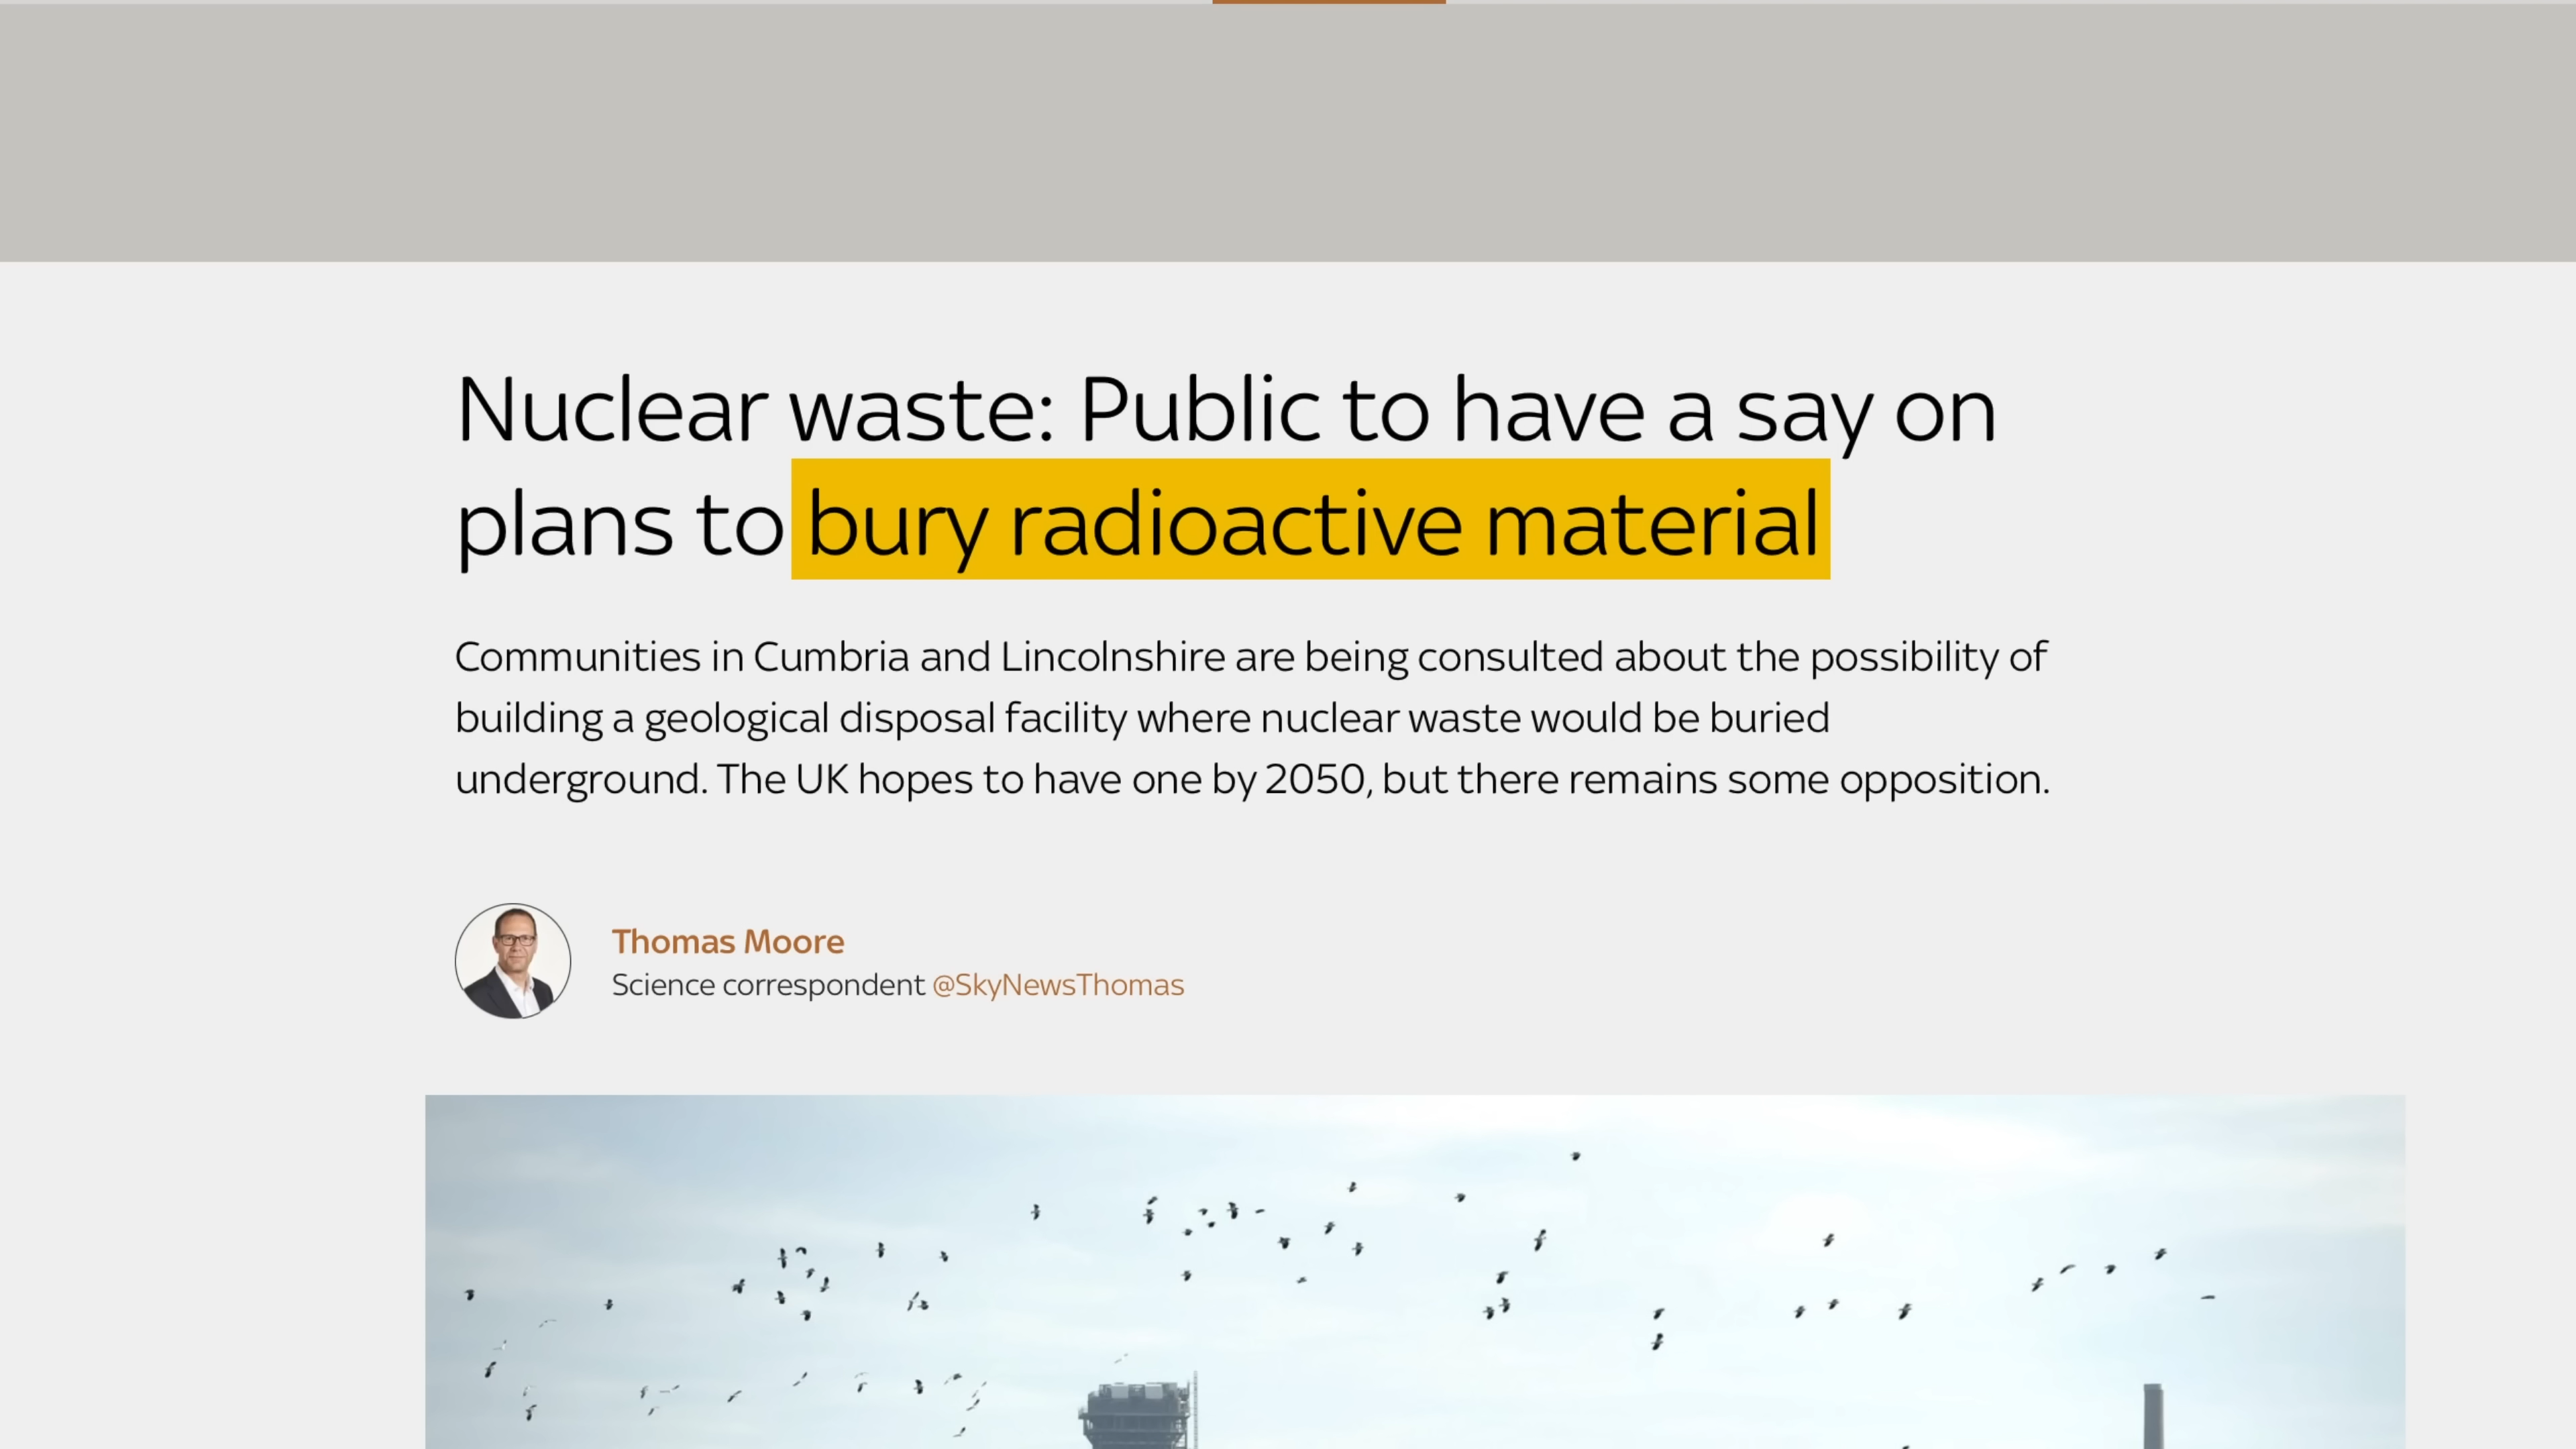 Nuclear waste: Public to have a say on
plans to bury radioactive material
Communities in Cumbria and Lincolnshire are being consulted about the possibility of
building a geological disposal facility where nuclear waste would be buried
underground. The UK hopes to have one by 2050, but there remains some opposition.
Thomas Moore
Science correspondent @SkyNewsThomas